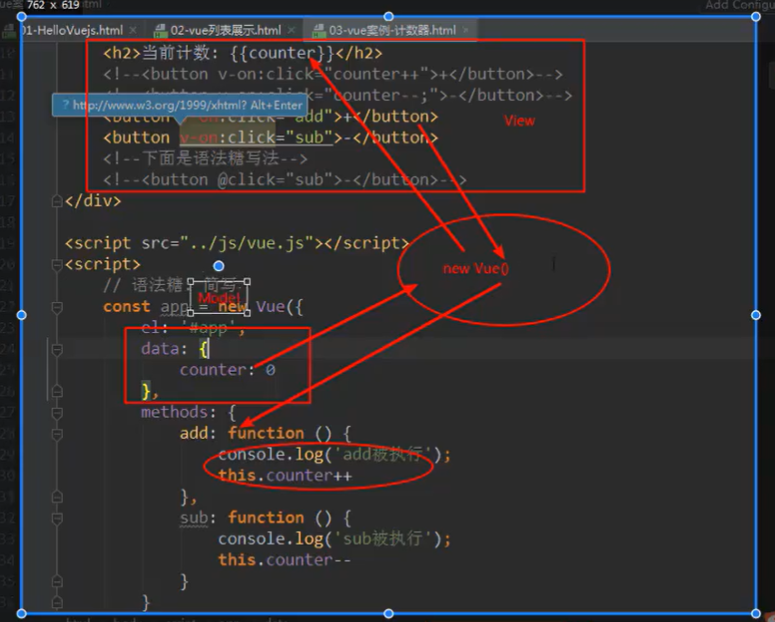 762 x 619
Add Config
01-HelloVuejs.html × 02-vue列表展示.html × 03-vue案例-计数器.html ×
<h2>当前计数: {{counter}}</h2>
<!--<button v-on:click="counter++">+</button>-->
counter--;">-</button>-->
? http://www.w3.org/1999/xhtml? Alt+Enter
<button v-on:click="add">+</button>
View
<button v-on:click="sub">-</button>
<!--下面是语法糖写法-->
<!--<button @click="sub">-</button>-->
</div>
<script src="../js/vue.js"></script>
<script>
new Vue()
// 语法糖: 简写
Model
const app = new Vue({
el: '#app',
data: {
counter: 0
},
methods: {
add: function () {
console.log('add被执行');
this.counter++
},
sub: function () {
console.log('sub被执行');
this.counter--
}
}